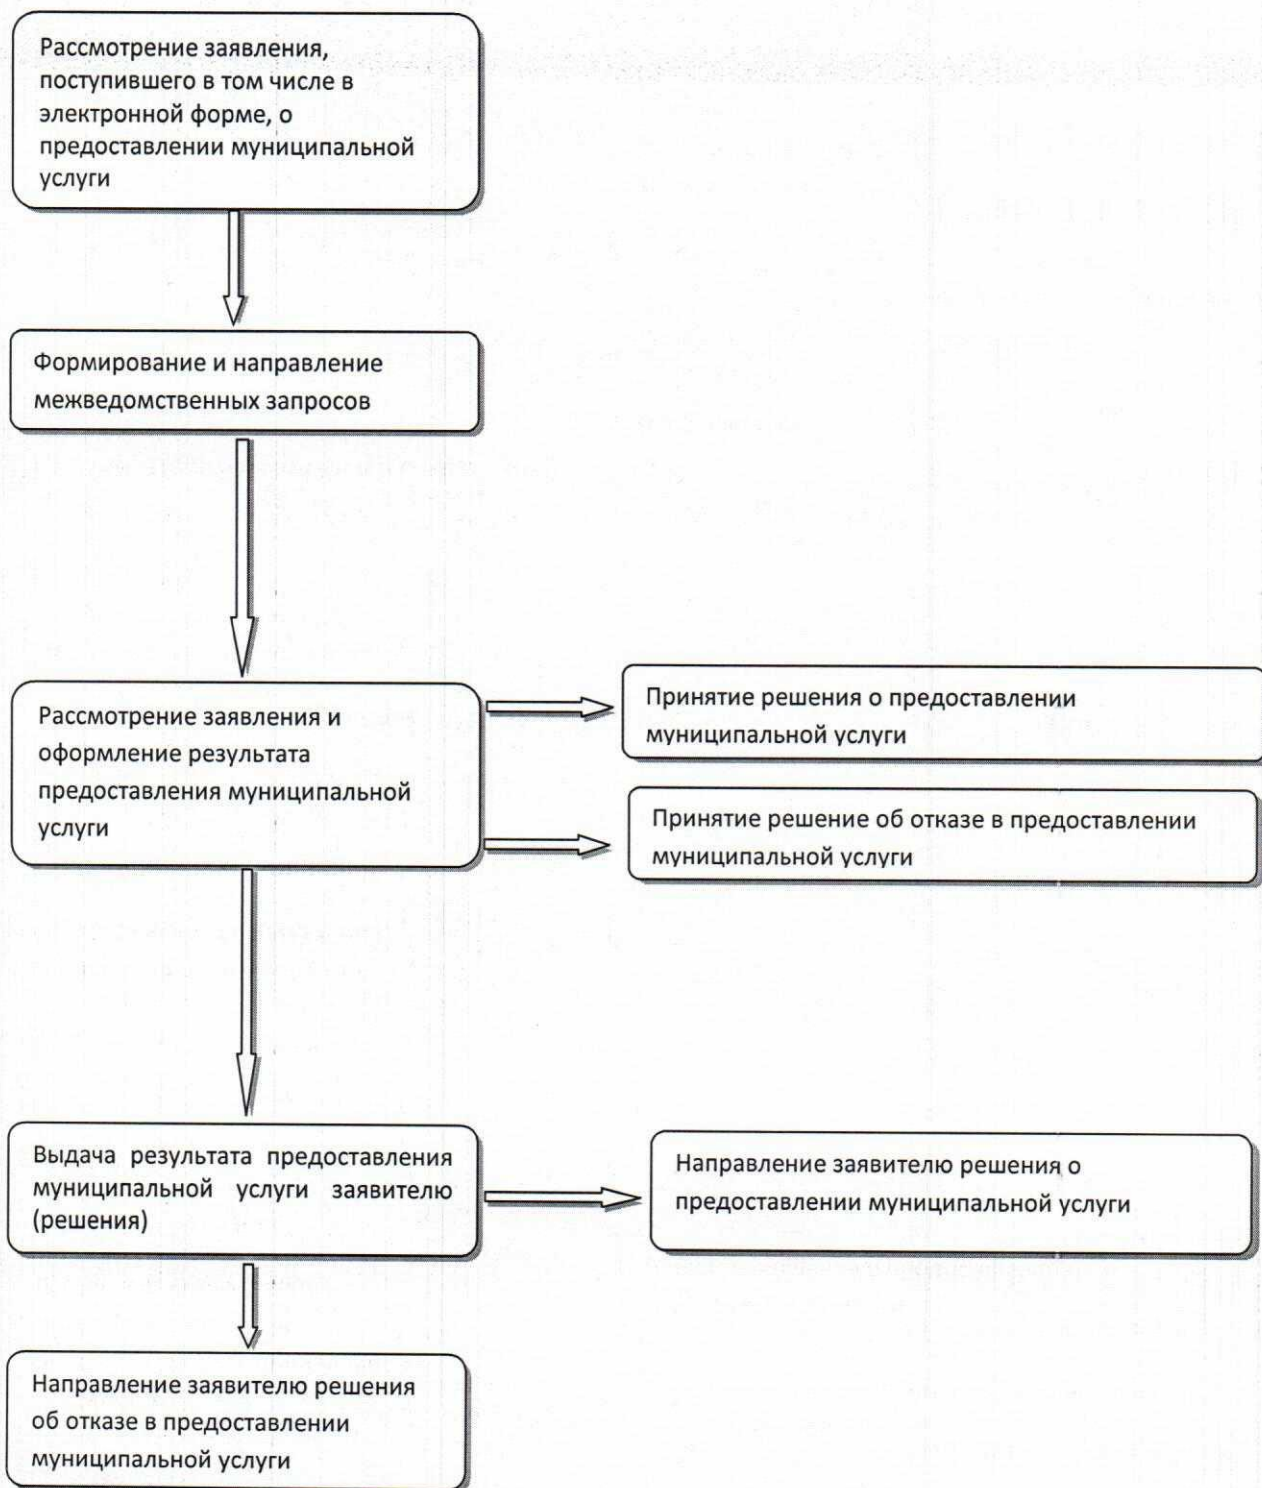 Рассмотрение заявления,
поступившего в том числе в
электронной форме, о
предоставлении муниципальной
услуги
Формирование и направление
межведомственных запросов
Рассмотрение заявления и
оформление результата
предоставления муниципальной
услуги
Принятие решения о предоставлении
муниципальной услуги
Принятие решение об отказе в предоставлении
муниципальной услуги
Выдача результата предоставления
муниципальной услуги заявителю
(решения)
Направление заявителю решения о
предоставлении муниципальной услуги
Направление заявителю решения
об отказе в предоставлении
муниципальной услуги